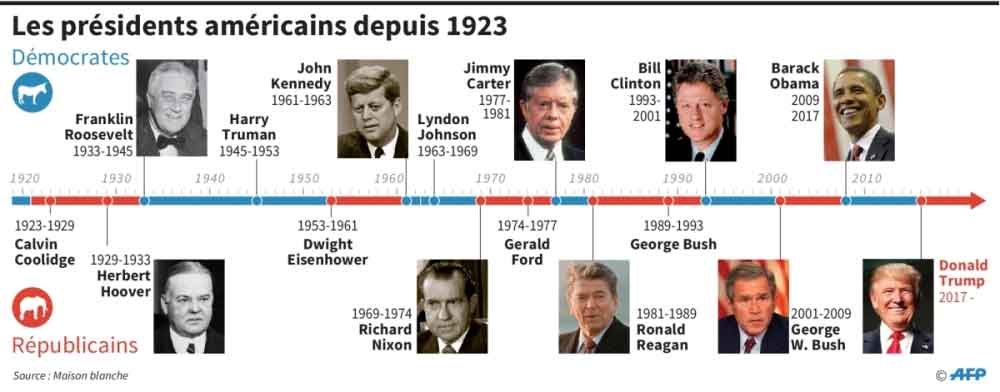 Les présidents américains depuis 1923
Démocrates
Franklin
Roosevelt
1933-1945
Harry
Truman
1945-1953
John
Kennedy
1961-1963
Lyndon
Johnson
1963-1969
Jimmy
Carter
1977-
1981
Bill
Clinton
1993-
2001
Barack
Obama
2009
2017
1920 1930 1940 1950 1960 1970 1980 1990 2000 2010
1923-1929
Calvin
Coolidge
1929-1933
Herbert
Hoover
1953-1961
Dwight
Eisenhower
1969-1974
Richard
Nixon
1974-1977
Gerald
Ford
1981-1989
Ronald
Reagan
1989-1993
George Bush
2001-2009
George
W. Bush
Donald
Trump
2017 -
Républicains
Source : Maison blanche
© AFP